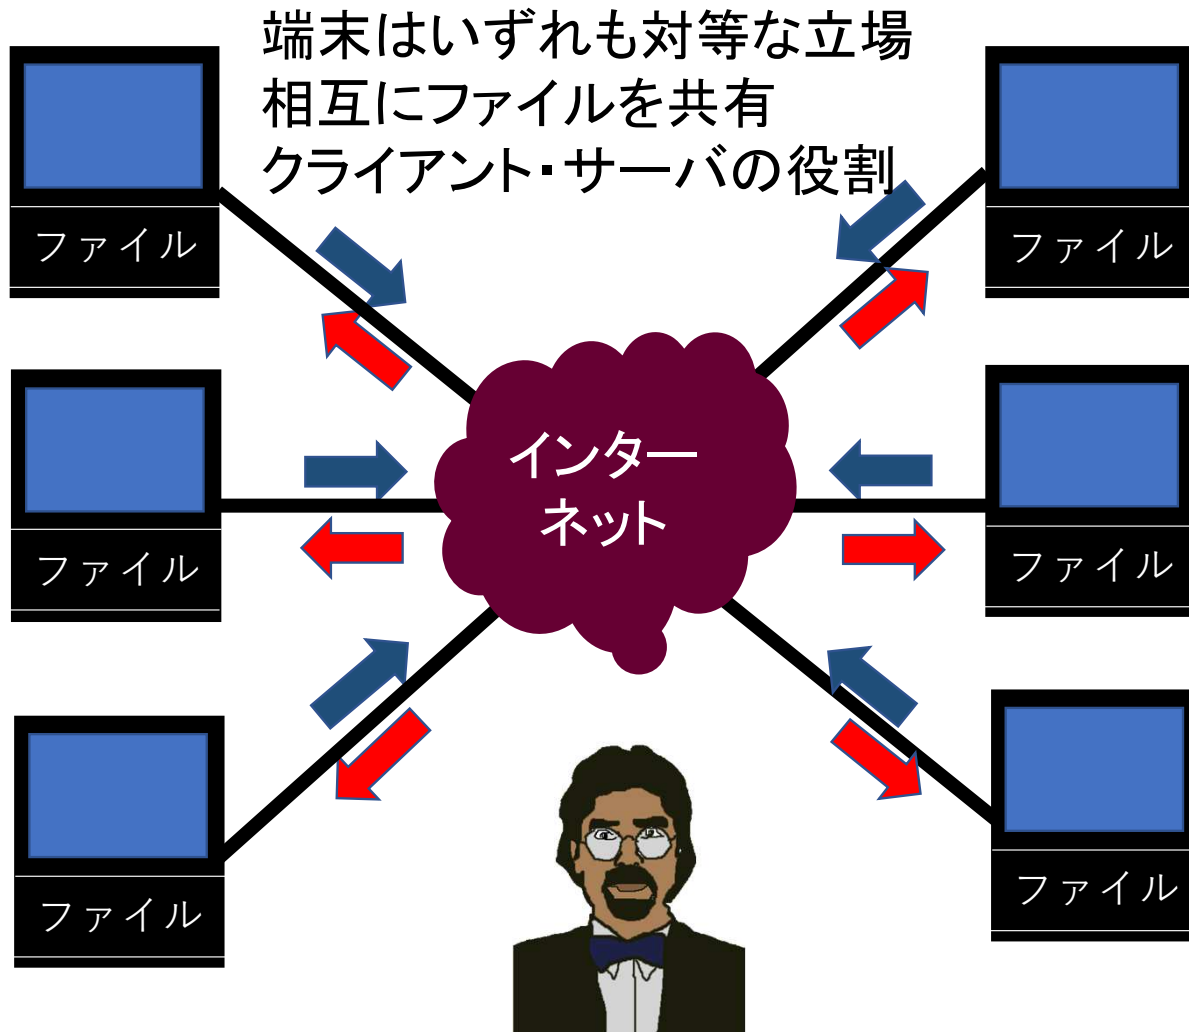 端末はいずれも対等な立場
相互にファイルを共有
クライアント・サーバの役割
ファイル
ファイル
インター
ネット
ファイル
ファイル
ファイル
ファイル